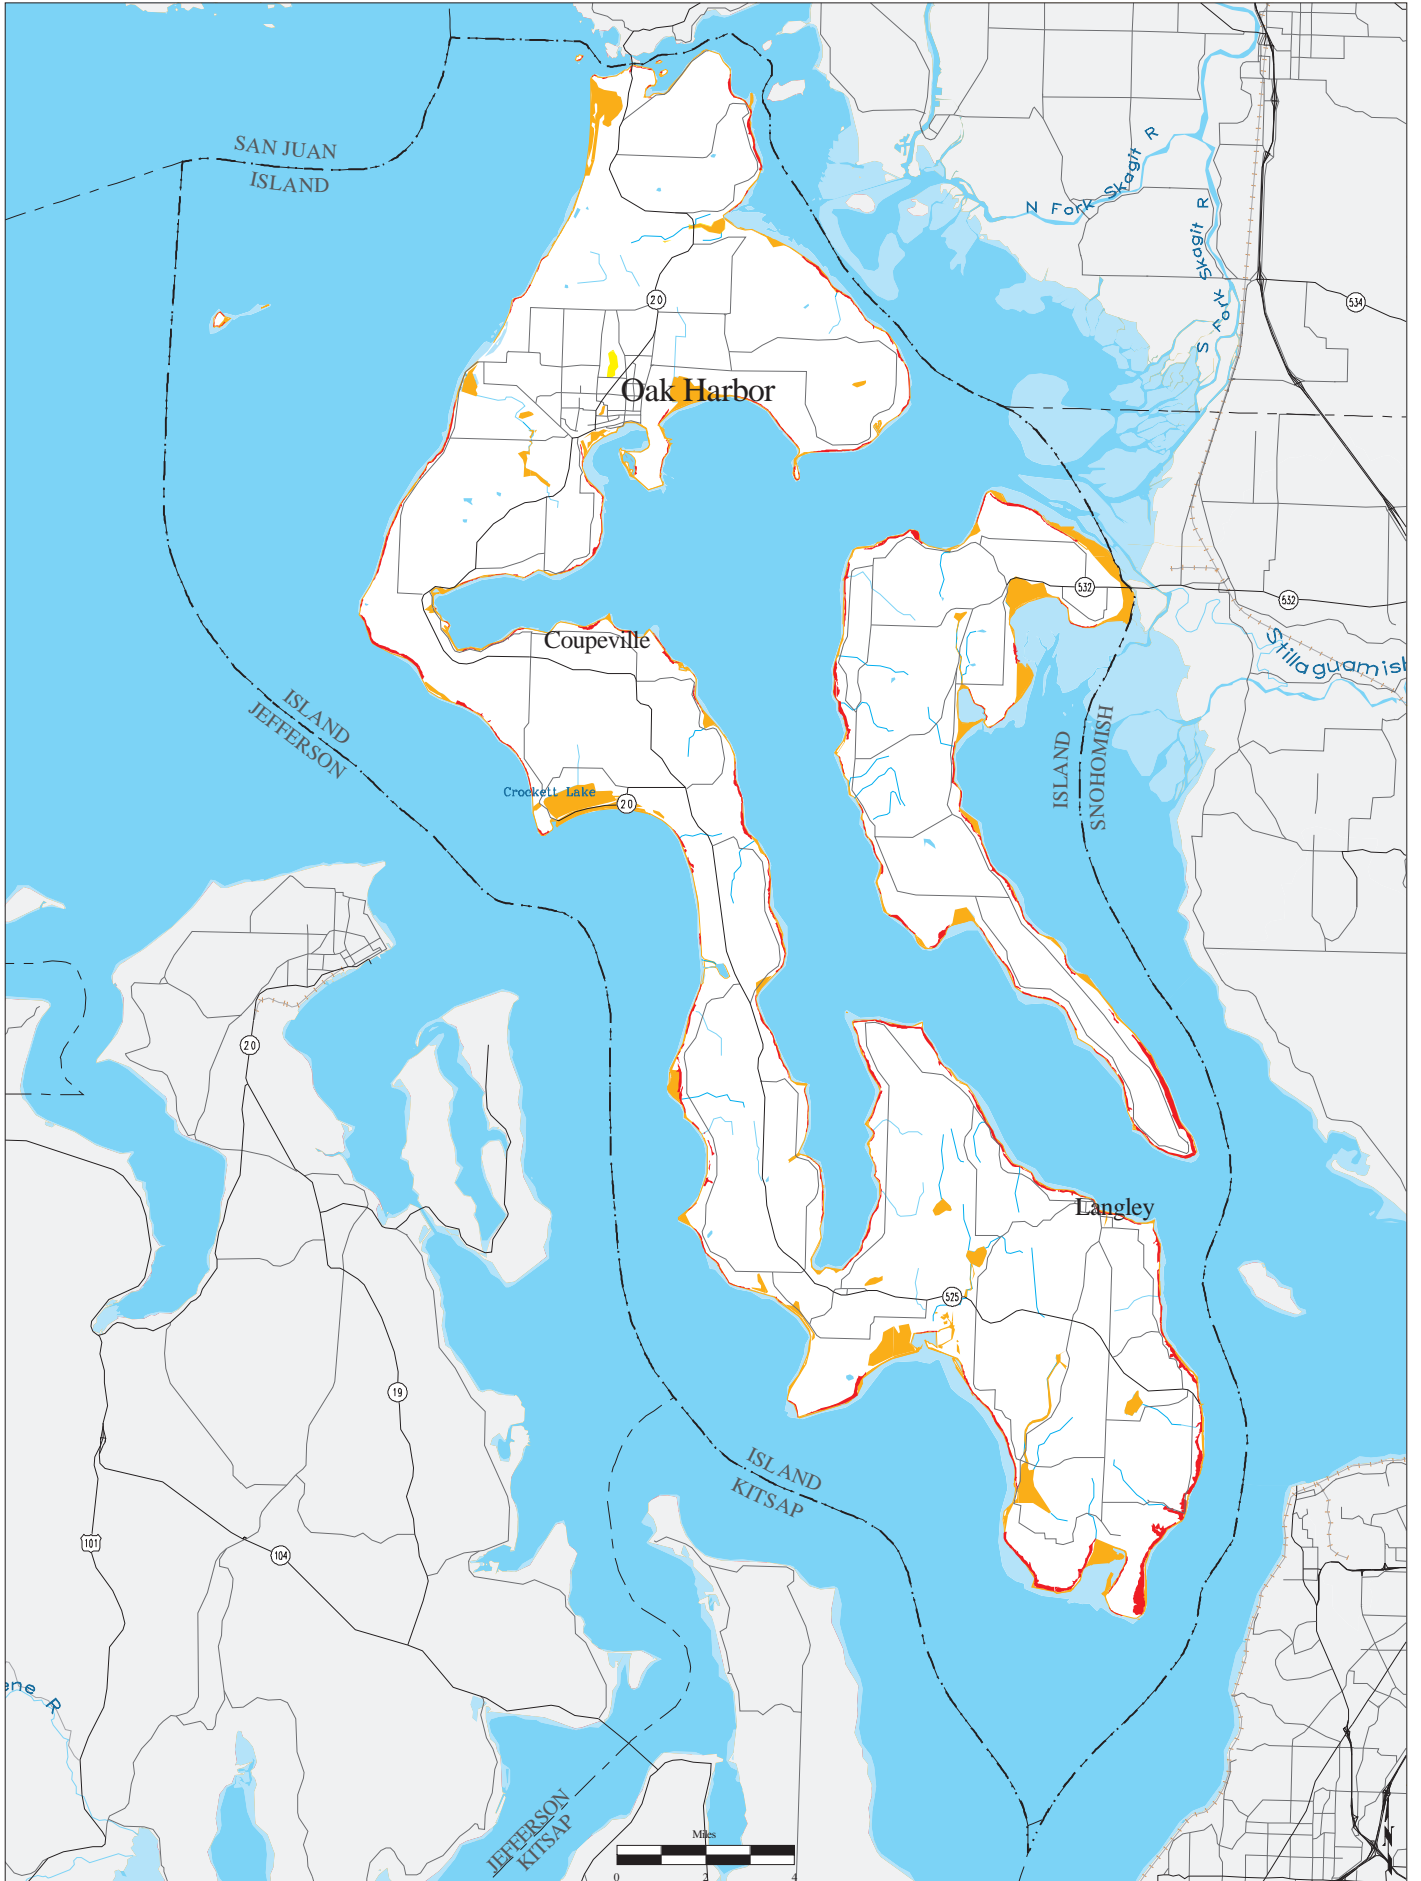 SAN JUAN
ISLAND
N Fork Skagit R
S Fork Skagit R
534
20
Oak Harbor
532
532
Stillaguamish
Coupeville
ISLAND
JEFFERSON
ISLAND
SNOHOMISH
Crockett Lake
20
20
Langley
525
19
ISLAND
KITSAP
101
104
ene R
JEFFERSON
KITSAP
Miles
0 2 4
N